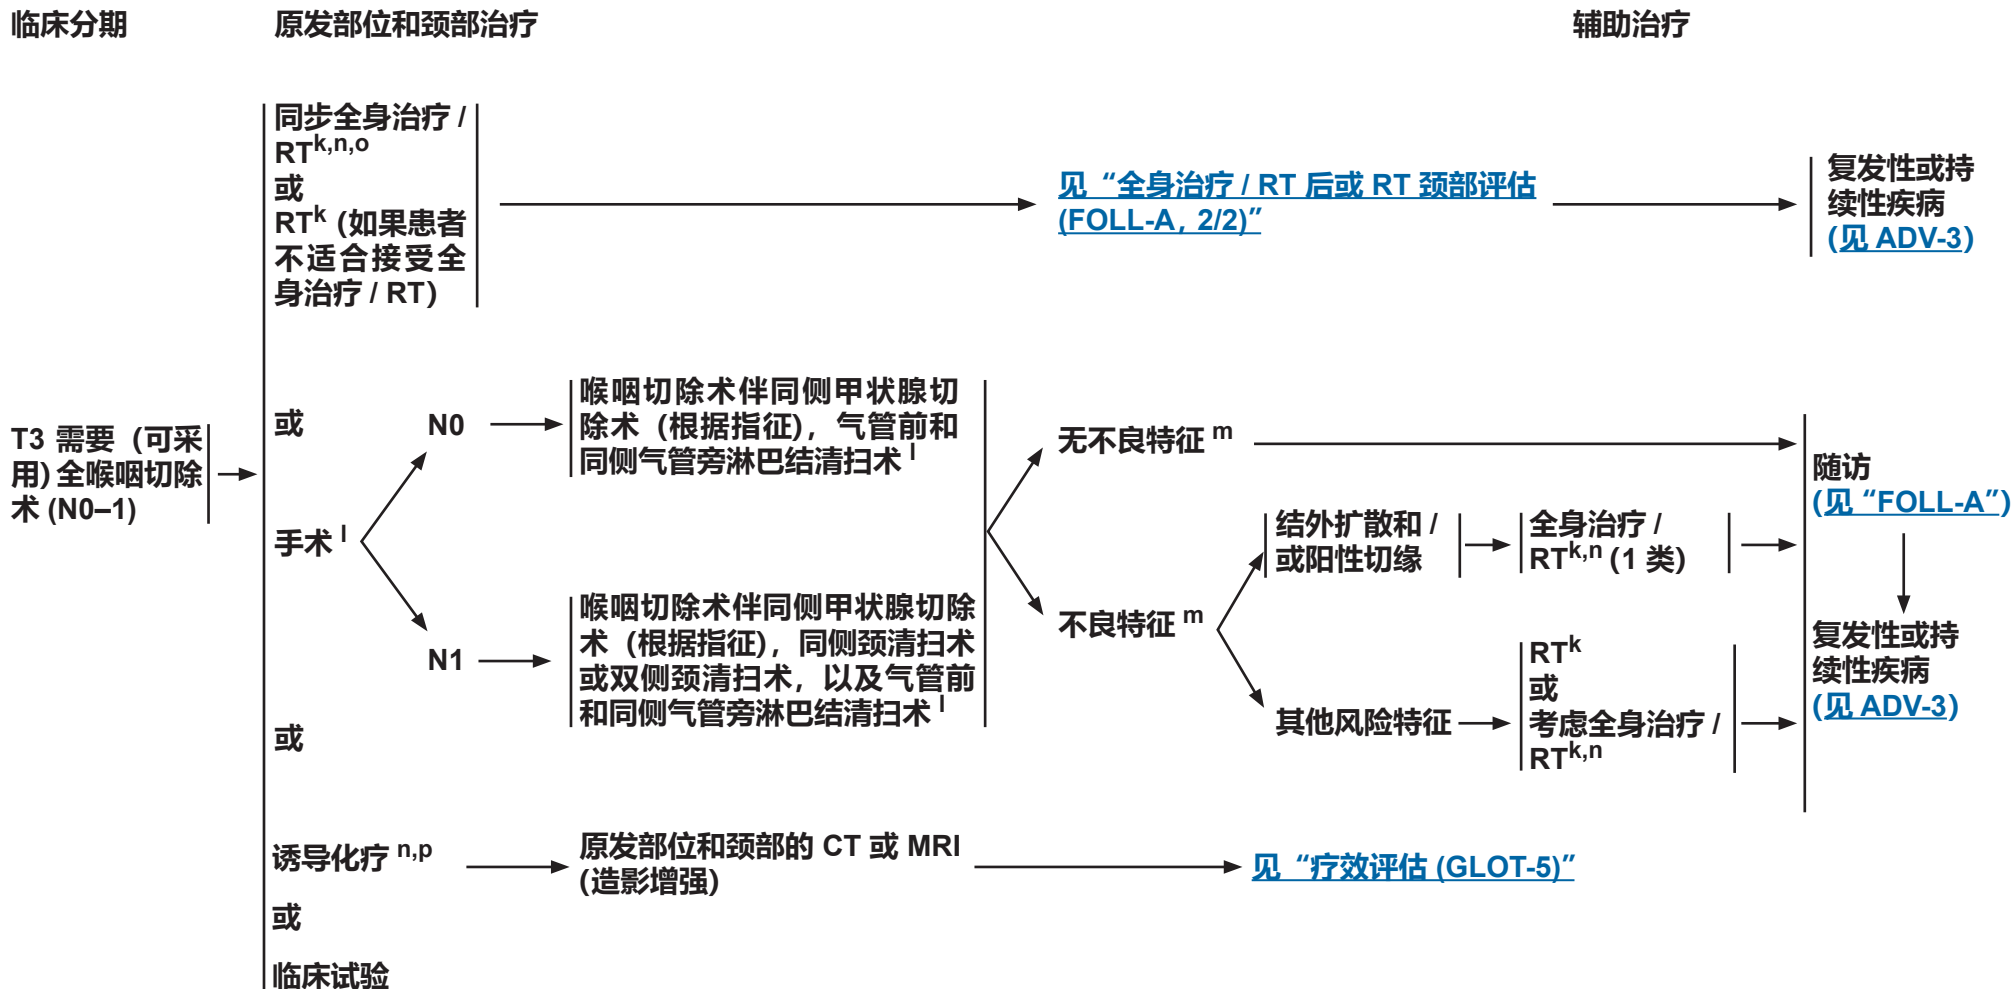 临床分期
原发部位和颈部治疗
辅助治疗
同步全身治疗 /
RTk,n,o
或
RTk (如果患者
不适合接受全
身治疗 / RT)
见“全身治疗 / RT 后或 RT 颈部评估
(FOLL-A, 2/2)”
复发性或持
续性疾病
(见 ADV-3)
T3 需要 (可采
用) 全喉咽切除
术 (N0–1)
或
手术 l
N0
喉咽切除术伴同侧甲状腺切
除术 (根据指征)，气管前和
同侧气管旁淋巴结清扫术 l
N1
喉咽切除术伴同侧甲状腺切除
术 (根据指征)，同侧颈清扫术
或双侧颈清扫术，以及气管前
和同侧气管旁淋巴结清扫术 l
无不良特征 m
不良特征 m
结外扩散和 /
或阳性切缘
全身治疗 /
RTk,n (1 类)
其他风险特征
RTk
或
考虑全身治疗 /
RTk,n
随访
(见 “FOLL-A”)
复发性或持
续性疾病
(见 ADV-3)
或
诱导化疗 n,p
原发部位和颈部的 CT 或 MRI
(造影增强)
见“疗效评估 (GLOT-5)”
或
临床试验